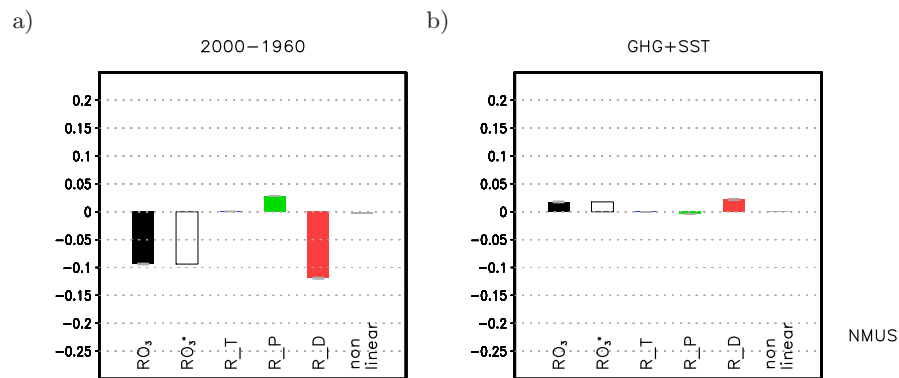 a)
2000−1960
0.2
0.15
0.1
0.05
0
−0.05
−0.1
−0.15
−0.2
−0.25
RO₃
RO₃*
R_T
R_P
R_D
non
linear
b)
GHG+SST
0.2
0.15
0.1
0.05
0
−0.05
−0.1
−0.15
−0.2
−0.25
RO₃
RO₃*
R_T
R_P
R_D
non
linear
NMUS